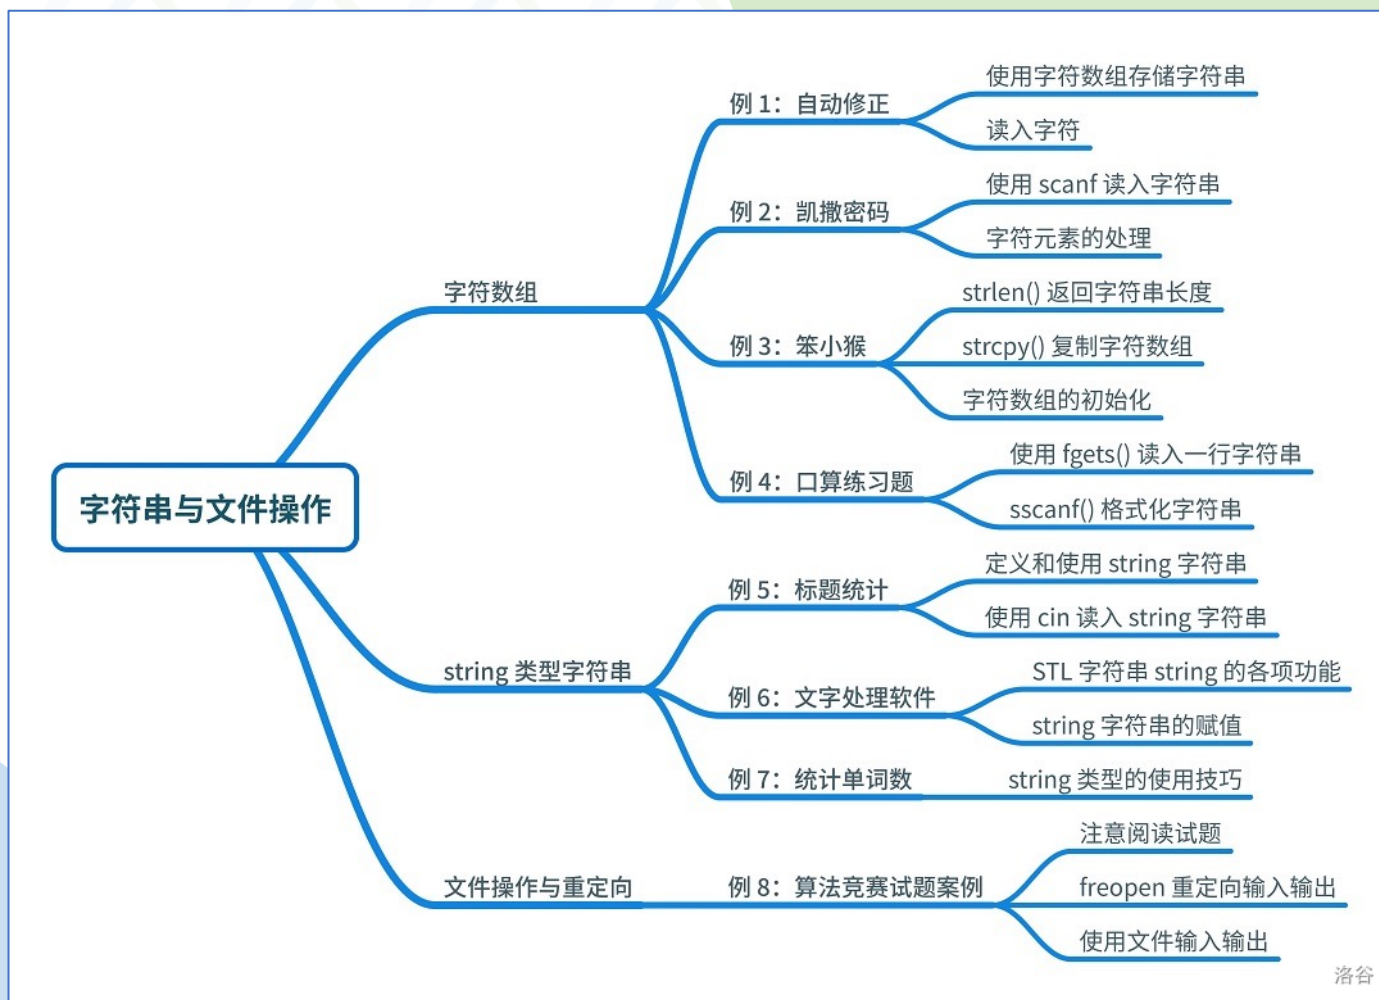 字符串与文件操作
字符数组
例 1：自动修正
使用字符数组存储字符串
读入字符
例 2：凯撒密码
使用 scanf 读入字符串
字符元素的处理
例 3：笨小猴
strlen() 返回字符串长度
strcpy() 复制字符数组
字符数组的初始化
例 4：口算练习题
使用 fgets() 读入一行字符串
sscanf() 格式化字符串
string 类型字符串
例 5：标题统计
定义和使用 string 字符串
使用 cin 读入 string 字符串
例 6：文字处理软件
STL 字符串 string 的各项功能
string 字符串的赋值
例 7：统计单词数
string 类型的使用技巧
文件操作与重定向
例 8：算法竞赛试题案例
注意阅读试题
freopen 重定向输入输出
使用文件输入输出
洛谷